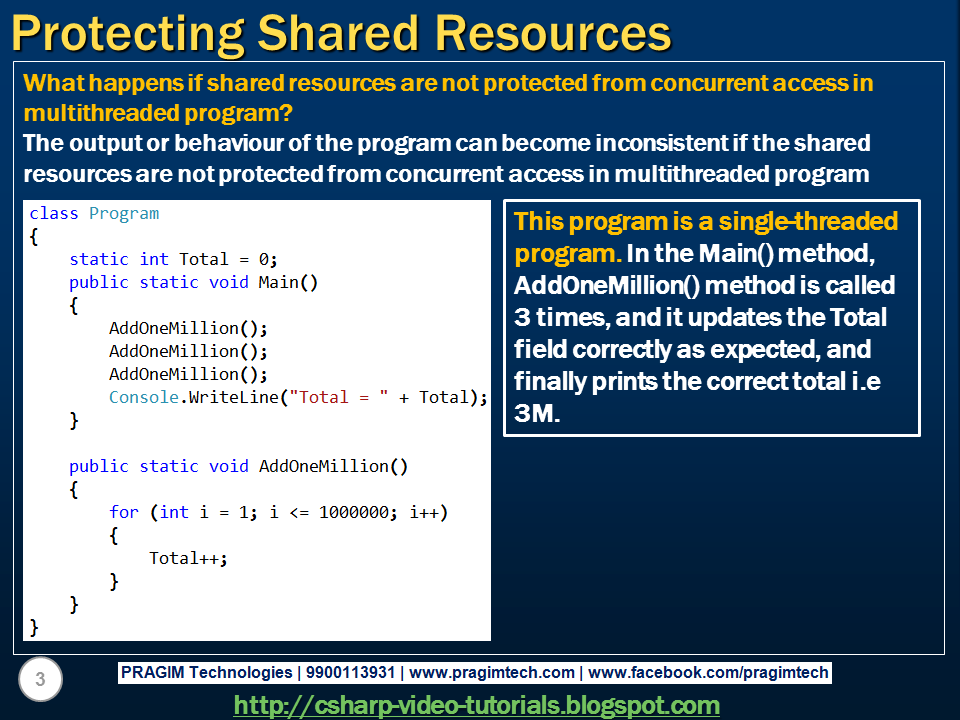 Protecting Shared Resources
What happens if shared resources are not protected from concurrent access in
multithreaded program?
The output or behaviour of the program can become inconsistent if the shared
resources are not protected from concurrent access in multithreaded program
class Program
{
    static int Total = 0;
    public static void Main()
    {
        AddOneMillion();
        AddOneMillion();
        AddOneMillion();
        Console.WriteLine("Total = " + Total);
    }

    public static void AddOneMillion()
    {
        for (int i = 1; i <= 1000000; i++)
        {
            Total++;
        }
    }
}
This program is a single-threaded
program. In the Main() method,
AddOneMillion() method is called
3 times, and it updates the Total
field correctly as expected, and
finally prints the correct total i.e
3M.
3
PRAGIM Technologies | 9900113931 | www.pragimtech.com | www.facebook.com/pragimtech
http://csharp-video-tutorials.blogspot.com